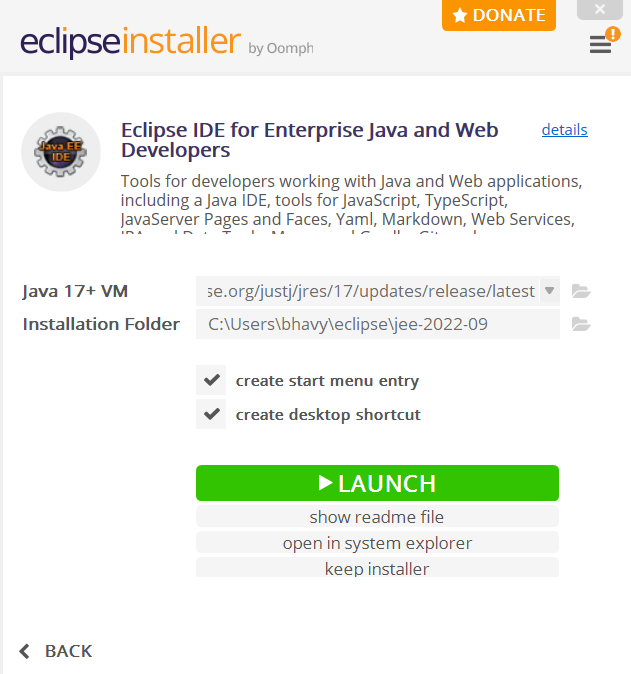 DONATE
eclipseinstaller by Oomph
Java EE
IDE
Eclipse IDE for Enterprise Java and Web
Developers
details
Tools for developers working with Java and Web applications,
including a Java IDE, tools for JavaScript, TypeScript,
JavaServer Pages and Faces, Yaml, Markdown, Web Services,
Java 17+ VM
se.org/justj/jres/17/updates/release/latest
Installation Folder
C:\Users\bhavy\eclipse\jee-2022-09
create start menu entry
create desktop shortcut
LAUNCH
show readme file
open in system explorer
keep installer
BACK